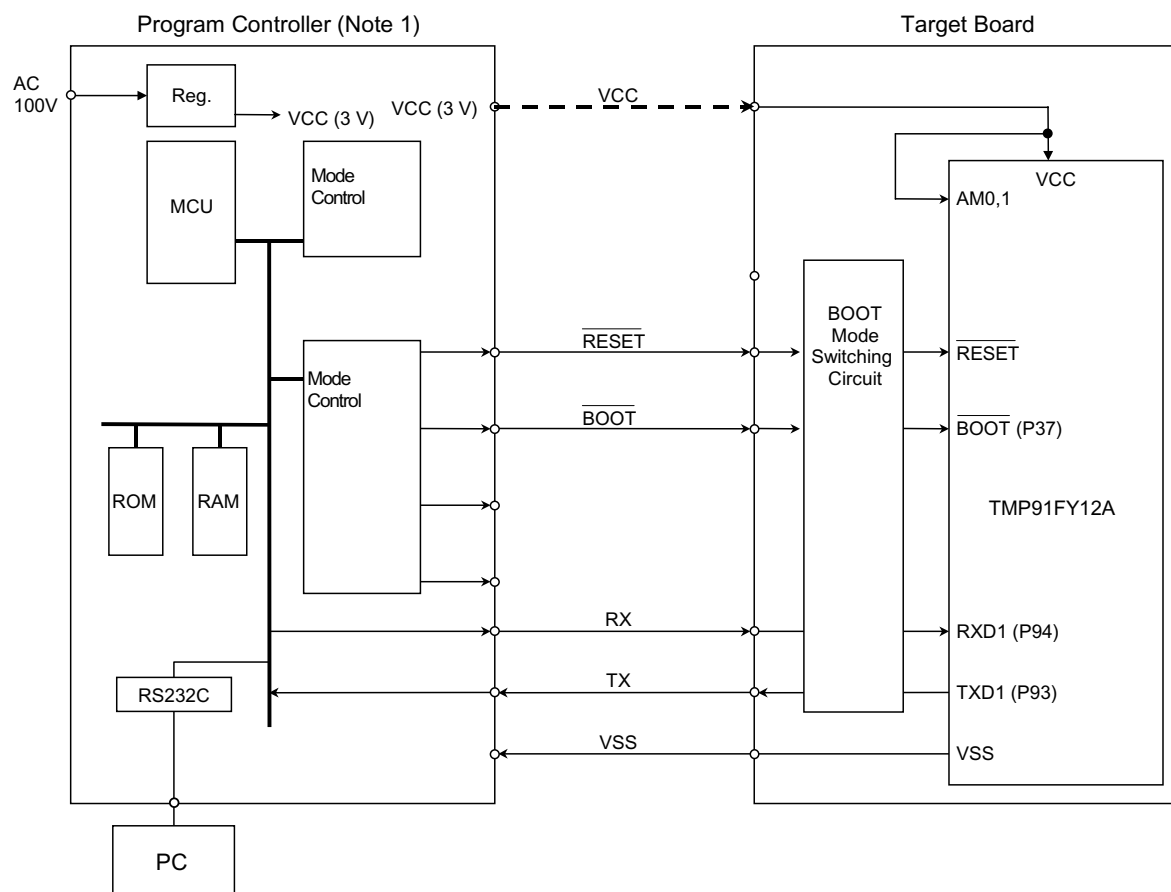 Program Controller (Note 1)
Target Board
AC
100V
Reg.
VCC (3 V)
VCC (3 V)
VCC
MCU
Mode
Control
VCC
AM0,1
BOOT
Mode
Switching
Circuit
Mode
Control
RESET
RESET
BOOT
BOOT (P37)
ROM
RAM
TMP91FY12A
RX
RXD1 (P94)
RS232C
TX
TXD1 (P93)
VSS
VSS
PC